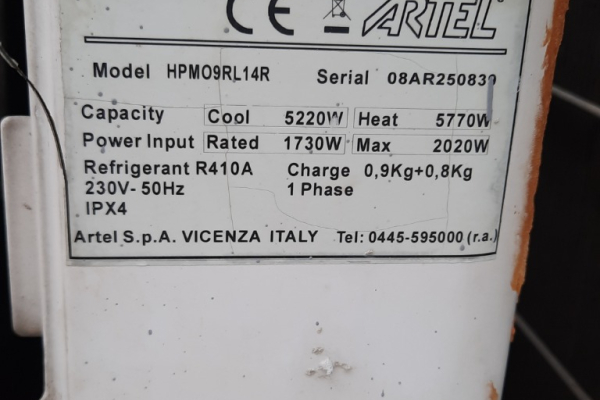 CE ARTEL
Model HPM09RL14R Serial 08AR250839
Capacity Cool 5220W Heat 5770W
Power Input Rated 1730W Max 2020W
Refrigerant R410A Charge 0,9Kg+0,8Kg
230V- 50Hz 1 Phase
IPX4
Artel S.p.A. VICENZA ITALY Tel: 0445-595000 (r.a.)